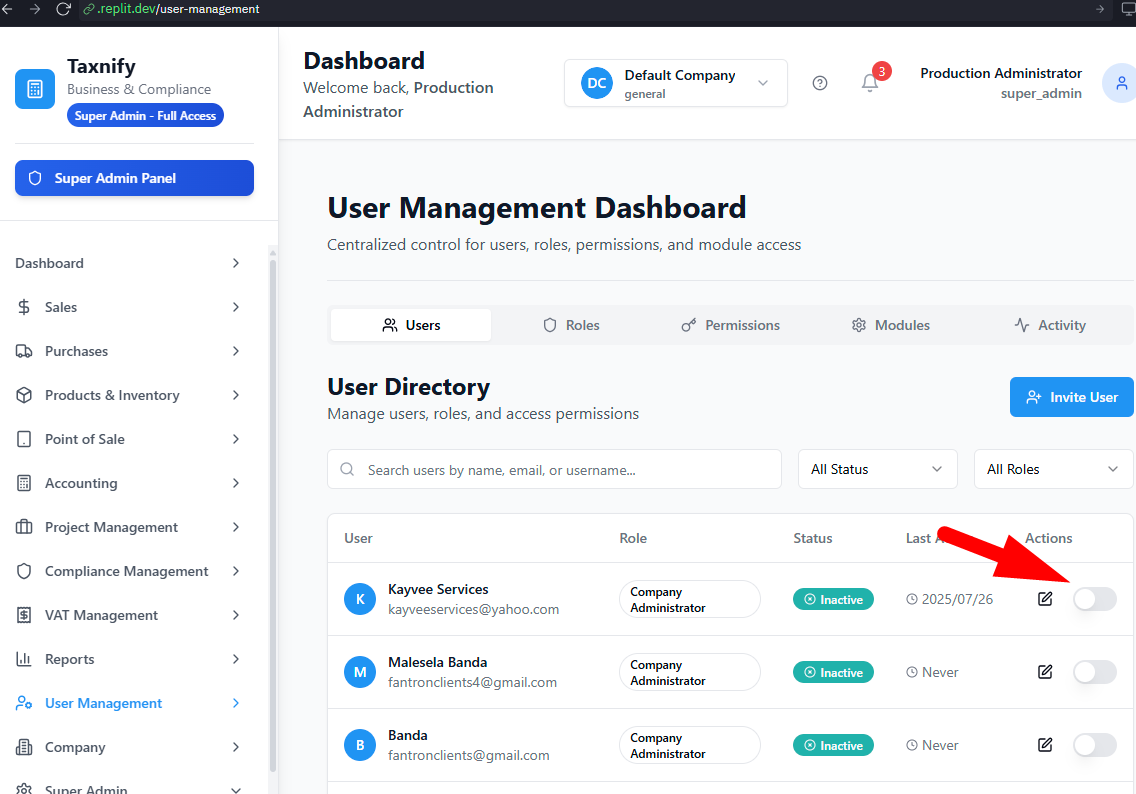 .replit.dev/user-management
Taxnify
Business & Compliance
Super Admin - Full Access
Super Admin Panel
Dashboard
Sales
Purchases
Products & Inventory
Point of Sale
Accounting
Project Management
Compliance Management
VAT Management
Reports
User Management
Company
Super Admin
Dashboard
Welcome back, Production
Administrator
DC
Default Company
general
3
Production Administrator
super_admin
User Management Dashboard
Centralized control for users, roles, permissions, and module access
Users Roles Permissions Modules Activity
User Directory
Manage users, roles, and access permissions
Invite User
Search users by name, email, or username...
All Status
All Roles
User Role Status Last Actions
K
Kayvee Services
kayveeservices@yahoo.com
Company
Administrator
Inactive
2025/07/26
M
Malesela Banda
fantronclients4@gmail.com
Company
Administrator
Inactive
Never
B
Banda
fantronclients@gmail.com
Company
Administrator
Inactive
Never